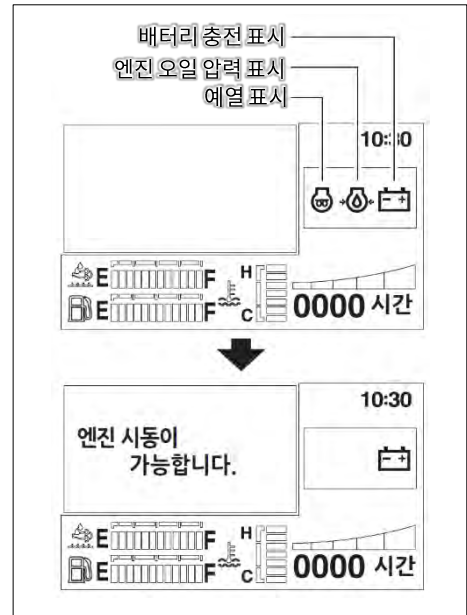 배터리 충전 표시
엔진 오일 압력 표시
예열 표시
10:30
E F
H
E F
C
0000 시간
10:30
엔진 시동이
가능합니다.
E F
H
E F
C
0000 시간